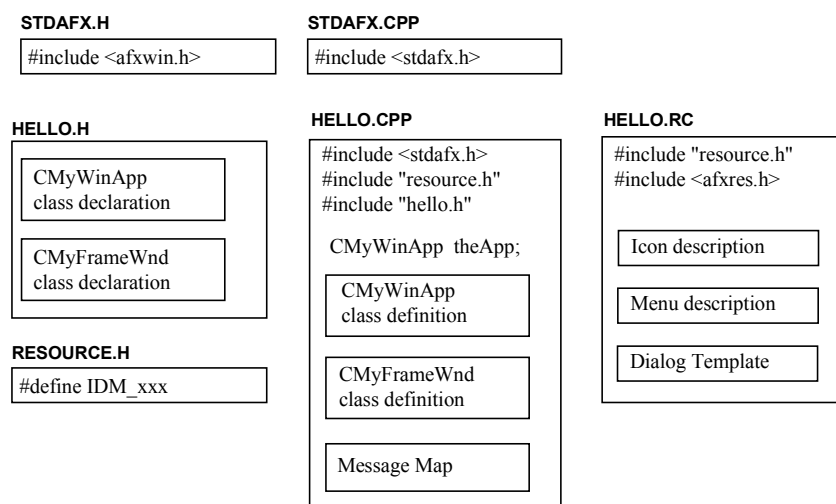 STDAFX.H
#include <afxwin.h>
STDAFX.CPP
#include <stdafx.h>
HELLO.H
CMyWinApp
class declaration
CMyFrameWnd
class declaration
RESOURCE.H
#define IDM_xxx
HELLO.CPP
#include <stdafx.h>
#include "resource.h"
#include "hello.h"
CMyWinApp theApp;
CMyWinApp
class definition
CMyFrameWnd
class definition
Message Map
HELLO.RC
#include "resource.h"
#include <afxres.h>
Icon description
Menu description
Dialog Template